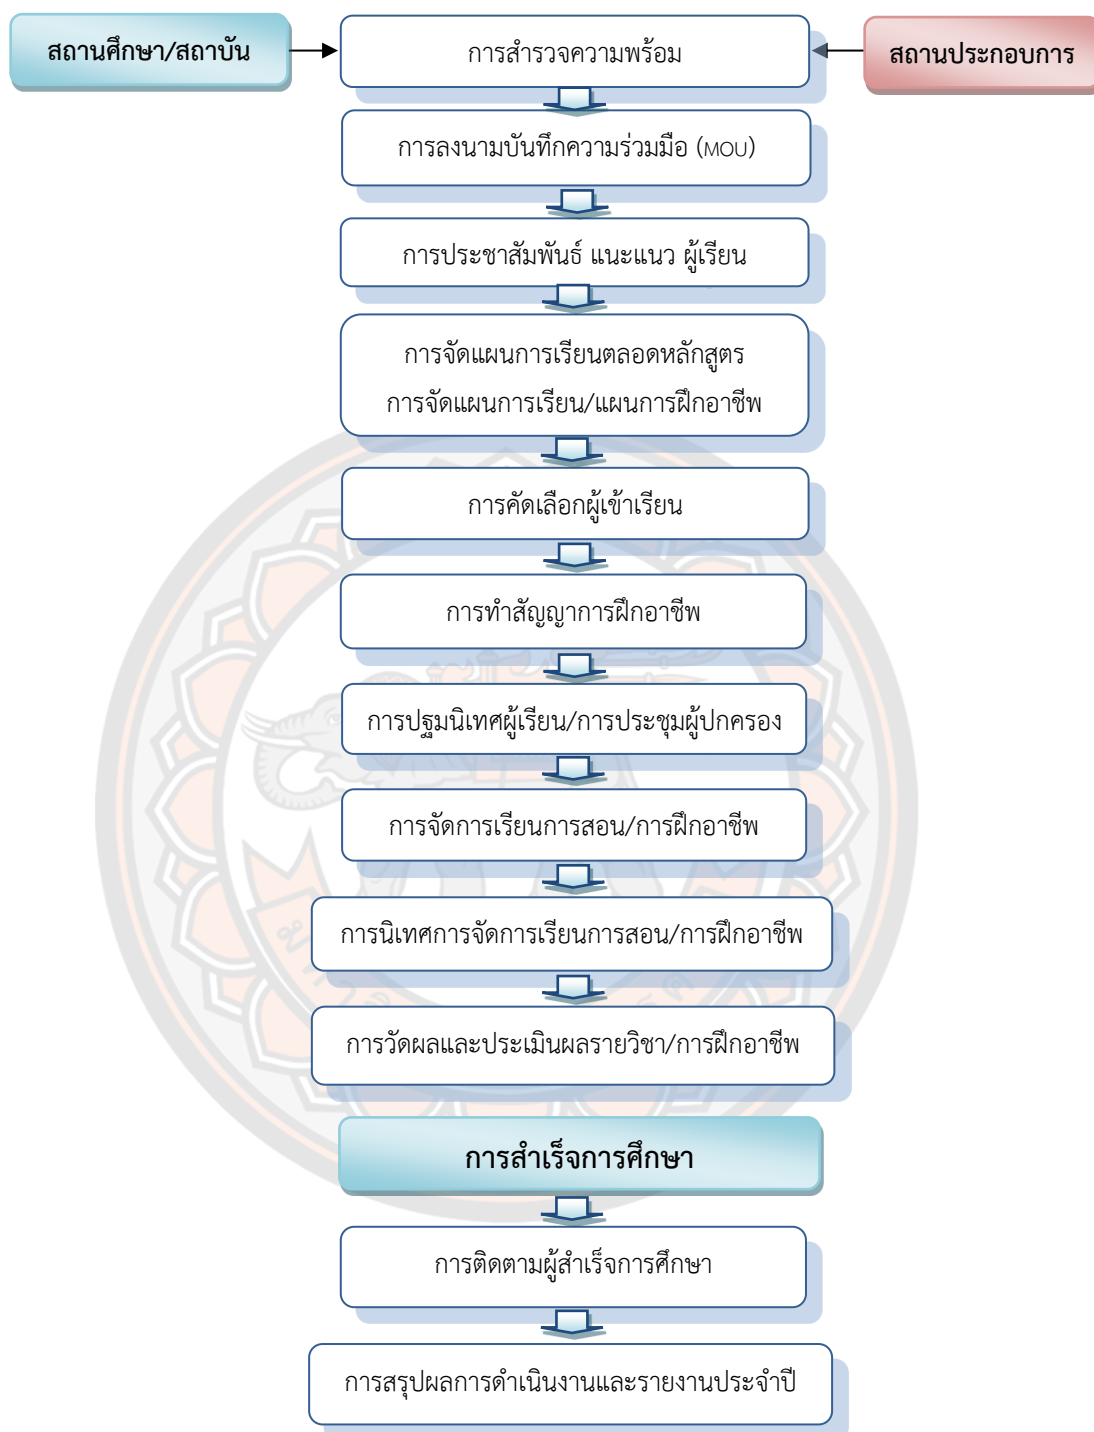 สถานศึกษา/สถาบัน
การสำรวจความพร้อม
สถานประกอบการ
การลงนามบันทึกความร่วมมือ (MOU)
การประชาสัมพันธ์ แนะแนว ผู้เรียน
การจัดแผนการเรียนตลอดหลักสูตร
การจัดแผนการเรียน/แผนการฝึกอาชีพ
การคัดเลือกผู้เข้าเรียน
การทำสัญญาการฝึกอาชีพ
การปฐมนิเทศผู้เรียน/การประชุมผู้ปกครอง
การจัดการเรียนการสอน/การฝึกอาชีพ
การนิเทศการจัดการเรียนการสอน/การฝึกอาชีพ
การวัดผลและประเมินผลรายวิชา/การฝึกอาชีพ
การสำเร็จการศึกษา
การติดตามผู้สำเร็จการศึกษา
การสรุปผลการดำเนินงานและรายงานประจำปี